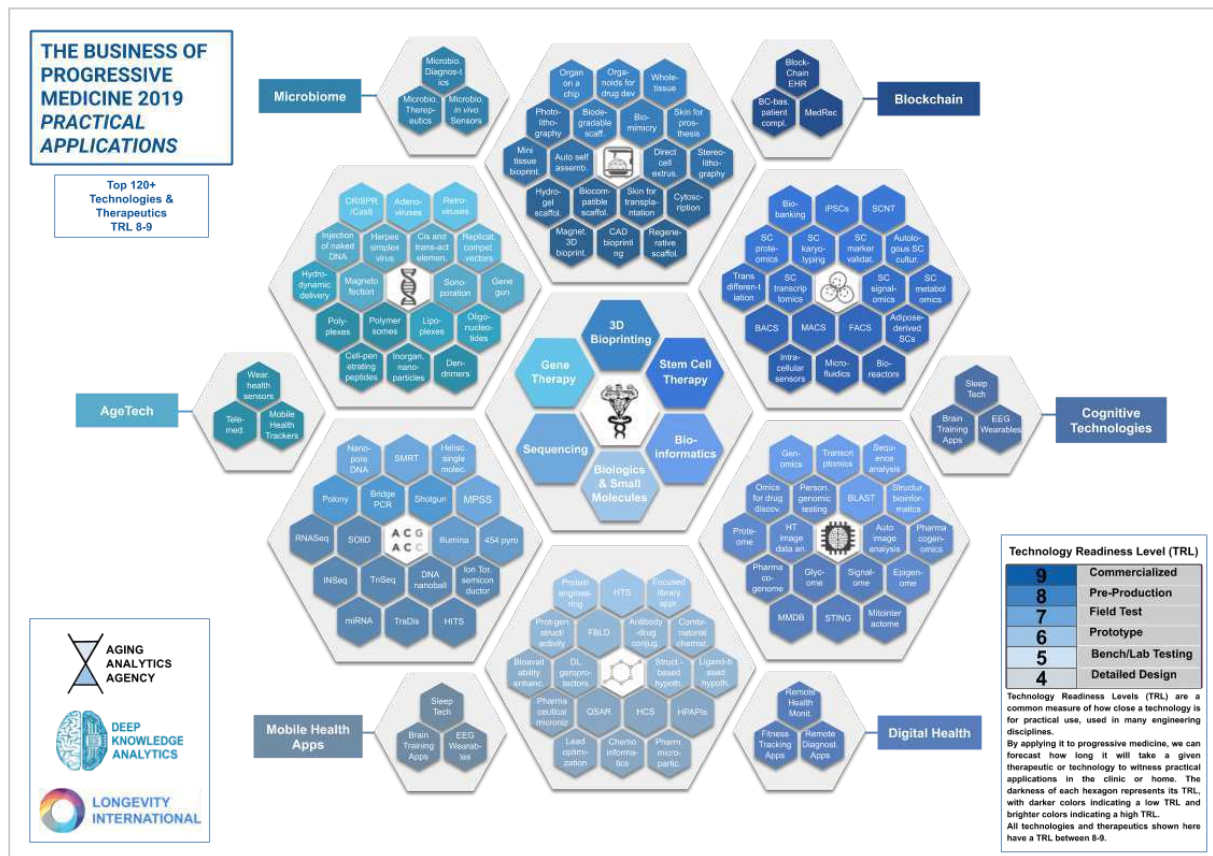 THE BUSINESS OF
PROGRESSIVE
MEDICINE 2019
PRACTICAL
APPLICATIONS
Top 120+
Technologies &
Therapeutics
TRL 8-9
Microbiome
Microbio.
Diagnos-t
ics
Microbio.
Therep-
eutics
Microbio.
in vivo
Sensors
Organ
on a
chip
Orga-
noids for
drug dev
Whole-
tissue
Photo-
litho-
graphy
Biode-
gradable
scaff.
Bio-
mimicry
Skin for
pros-
thesis
Mini
tissue
bioprint.
Auto self
assemb.
Direct
cell
extrus.
Stereo-
litho-
graphy
Hydro-
gel
scaffol.
Biocom-
patible
scaffol.
Skin for
transpla-
ntation
Cytosc-
ription
Magnet.
3D
bioprint.
CAD
bioprinti
ng
Regene-
rative
scaffol.
Block-
Chain
EHR
BC-bas.
patient
compl.
MedRec
Blockchain
CRISPR
/Cas9
Adeno-
viruses
Retro-
viruses
Injection
of naked
DNA
Herpes
simplex
virus
Cis and
trans-act
elemen.
Replicat.
compet.
vectors
Hydro-
dynamic
delivery
Magneto
fection
Sono-
poration
Gene
gun
Poly-
plexes
Polymer
somes
Lipo-
plexes
Oligo-
nucleo-
tides
Cell-pen
etrating
peptides
Inorgan.
nano-
particles
Den-
drimers
Bio-
banking
iPSCs
SCNT
SC
prote-
omics
SC
karyo-
typing
SC
marker
validat.
Autolo-
gous SC
cultur.
Trans
differen-t
iation
SC
transcrip
tomics
SC
signal-
omics
SC
metabol
omics
BACS
MACS
FACS
Adipose-
derived
SCs
Intra-
cellular
sensors
Micro-
fluidics
Bio-
reactors
3D
Bioprinting
Gene
Therapy
Stem Cell
Therapy
Sequencing
Bio-
informatics
Biologics
& Small
Molecules
AgeTech
Wear.
health
sensors
Tele-
med.
Mobile
Health
Trackers
Sleep
Tech
Brain
Training
Apps
EEG
Wearables
Cognitive
Technologies
Nano-
pore
DNA
SMRT
Helisc.
single
molec.
Polony
Bridge
PCR
Shotgun
MPSS
RNASeq
SOliD
A C G
A C C
Illumina
454 pyro
INSeq
TnSeq
DNA
nanoball
Ion Tor.
semicon
ductor
miRNA
TraDis
HITS
Gen-
omics
Transcri
ptomics
Sequ-
ence
analysis
Omics
for drug
discov.
Person.
genomic
testing
BLAST
Structur.
bioinfor-
matics
Prote-
ome
HT
image
data an.
Auto
image
analysis
Pharma
cogen-
omics
Pharma
co-
genome
Glyc-
ome
Signal-
ome
Epigen-
ome
MMDB
STING
Mitointer
actome
Protein
enginee-
ring
HTS
Focused
library
appr.
Prot-gen
struct/
activity
FBLD
Antibody
-drug
conjug.
Combi-
natorial
chemist.
Bioavail
ability
enhanc.
DL
geropro-
tectors
Struct.-
based
hypoth.
Ligand-b
ased
hypoth.
Pharma
ceutical
microniz
QSAR
HCS
HPAPIs
Lead
optimi-
zation
Chemo
informa-
tics
Pharm.
micro-
partic.
Mobile Health
Apps
Sleep
Tech
Brain
Training
Apps
EEG
Wearab-
les
Remote
Health
Monit.
Fitness
Tracking
Apps
Remote
Diagnost.
Apps
Digital Health
AGING
ANALYTICS
AGENCY
DEEP
KNOWLEDGE
ANALYTICS
LONGEVITY
INTERNATIONAL
Technology Readiness Level (TRL)
9 Commercialized
8 Pre-Production
7 Field Test
6 Prototype
5 Bench/Lab Testing
4 Detailed Design
Technology Readiness Levels (TRL) are a
common measure of how close a technology is
for practical use, used in many engineering
disciplines.
By applying it to progressive medicine, we can
forecast how long it will take a given
therapeutic or technology to witness practical
applications in the clinic or home. The
darkness of each hexagon represents its TRL,
with darker colors indicating a low TRL and
brighter colors indicating a high TRL.
All technologies and therapeutics shown here
have a TRL between 8-9.